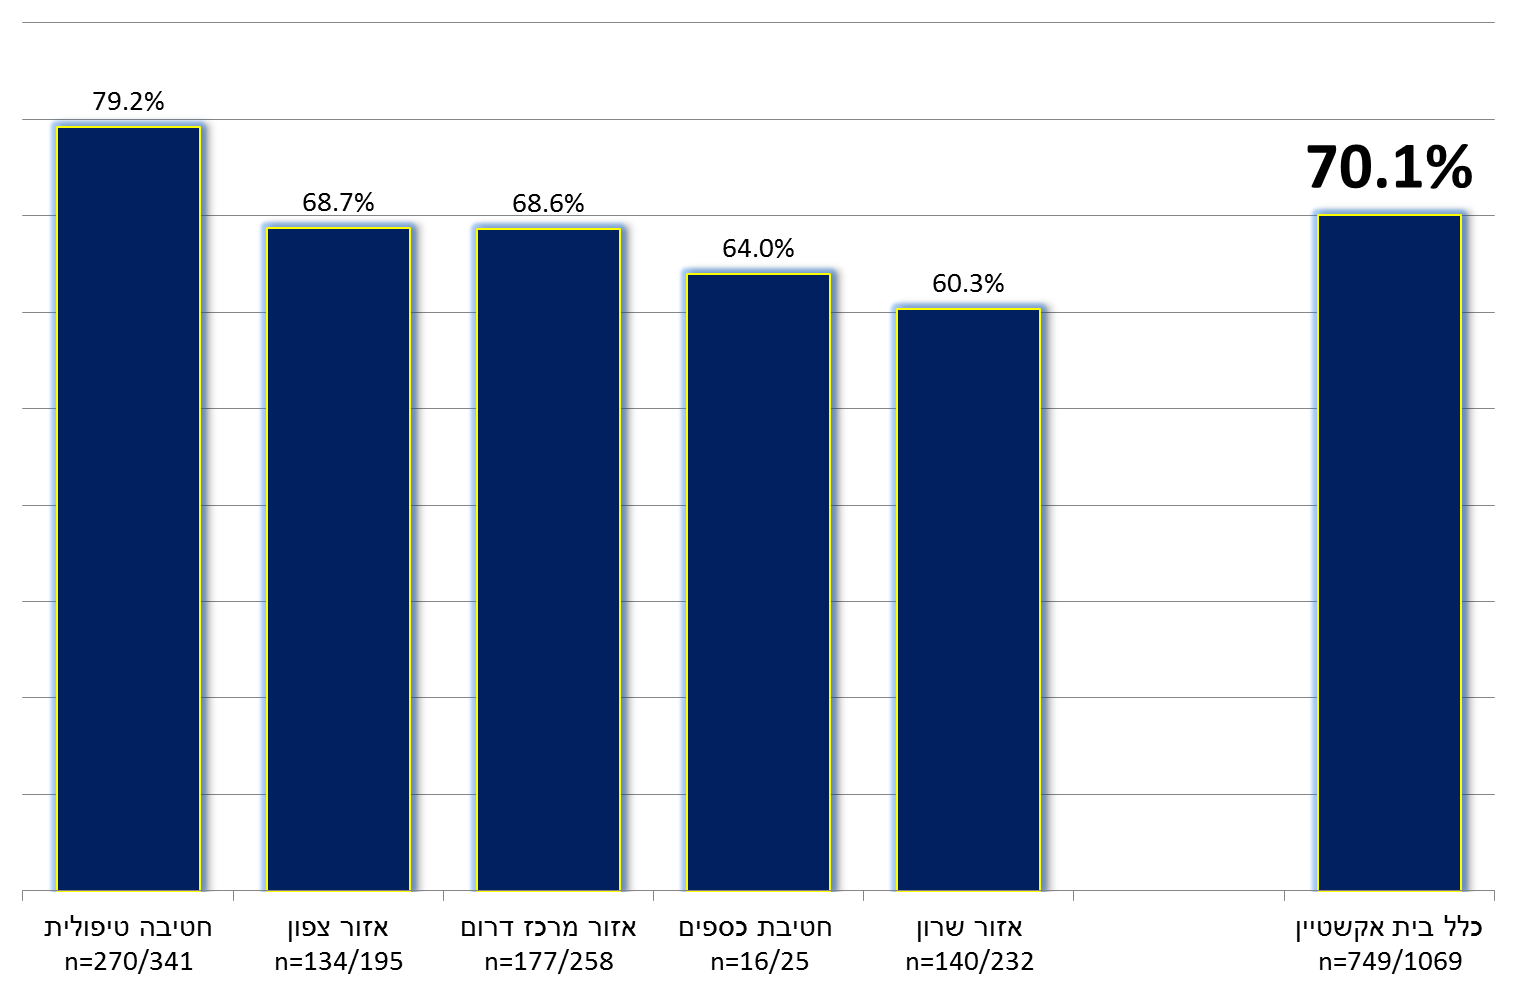 79.2%
68.7%
68.6%
64.0%
60.3%
70.1%
חטיבה טיפולית
n=270/341
אזור צפון
n=134/195
אזור מרכז דרום
n=177/258
חטיבת כספים
n=16/25
אזור שרון
n=140/232
כלל בית אקשטיין
n=749/1069